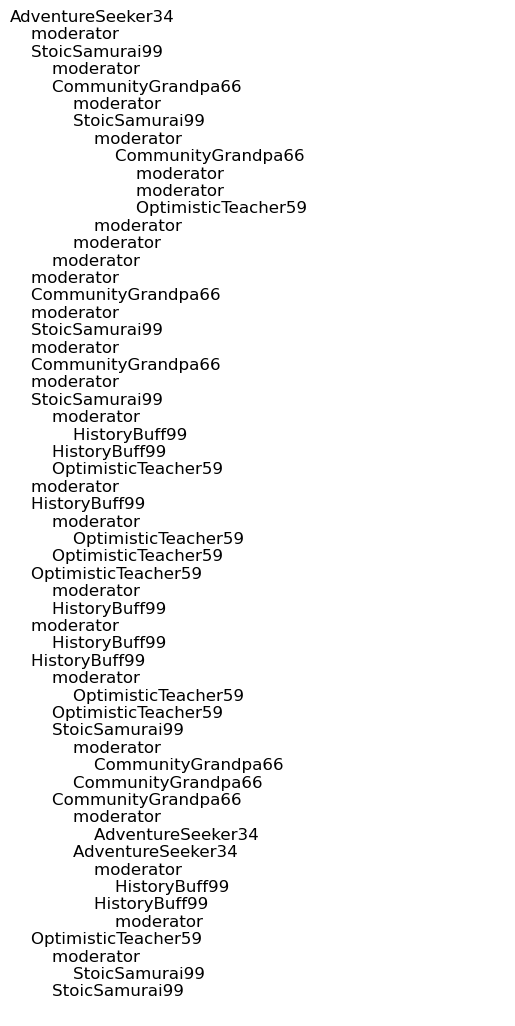 AdventureSeeker34
    moderator
    StoicSamurai99
        moderator
        CommunityGrandpa66
            moderator
            StoicSamurai99
                moderator
                    CommunityGrandpa66
                        moderator
                        moderator
                        OptimisticTeacher59
                moderator
            moderator
        moderator
    moderator
    CommunityGrandpa66
    moderator
    StoicSamurai99
    moderator
    CommunityGrandpa66
    moderator
    StoicSamurai99
        moderator
            HistoryBuff99
        HistoryBuff99
        OptimisticTeacher59
    moderator
    HistoryBuff99
        moderator
            OptimisticTeacher59
        OptimisticTeacher59
    OptimisticTeacher59
        moderator
        HistoryBuff99
    moderator
        HistoryBuff99
    HistoryBuff99
        moderator
            OptimisticTeacher59
        OptimisticTeacher59
        StoicSamurai99
            moderator
                CommunityGrandpa66
            CommunityGrandpa66
        CommunityGrandpa66
            moderator
                AdventureSeeker34
            AdventureSeeker34
                moderator
                    HistoryBuff99
                HistoryBuff99
                    moderator
    OptimisticTeacher59
        moderator
            StoicSamurai99
        StoicSamurai99